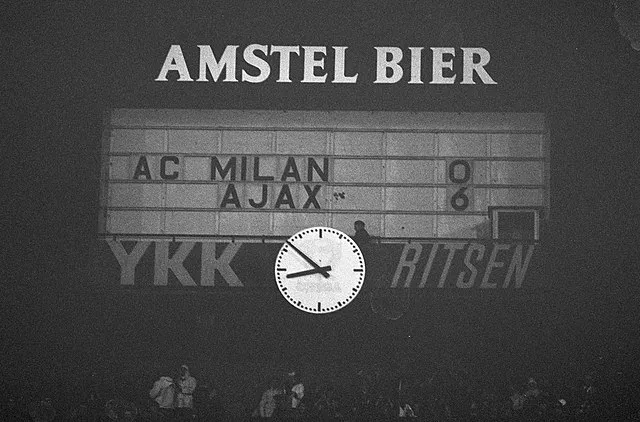 AMSTEL BIER
AC MILAN 0
AJAX 6
YKK RITSEN